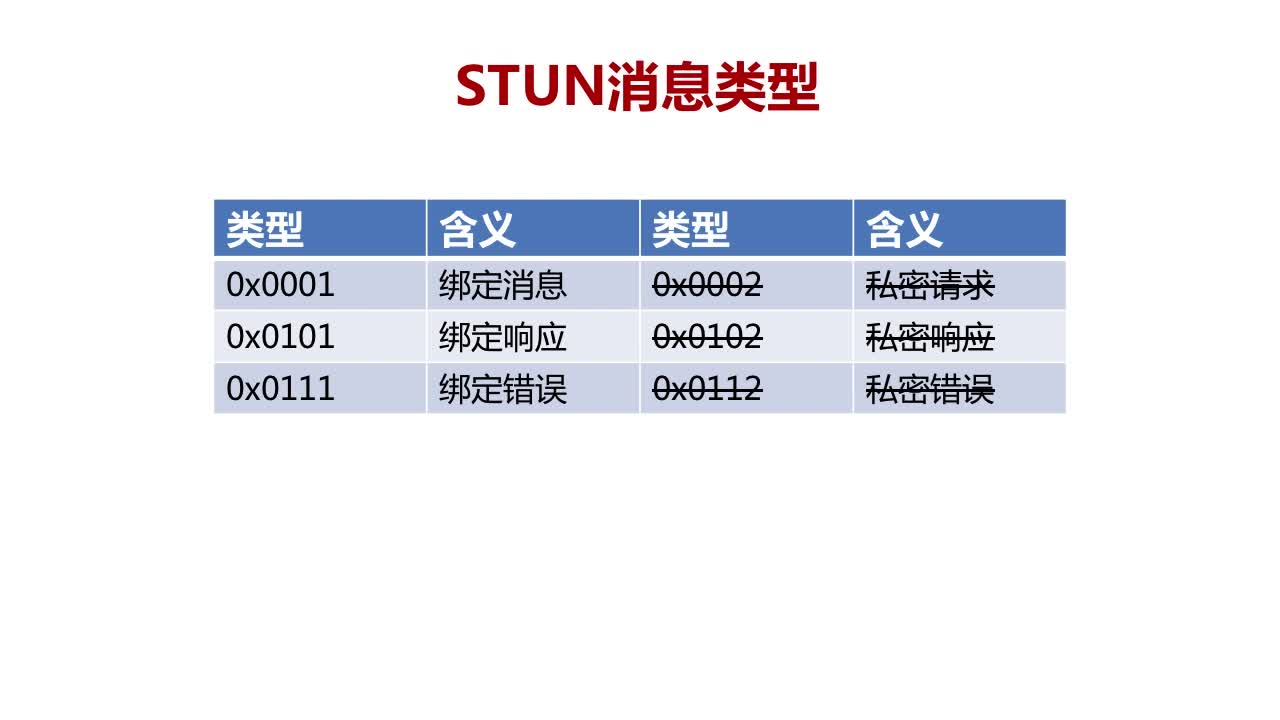 STUN消息类型
类型 含义 类型 含义
0x0001 绑定消息 0x0002 私密请求
0x0101 绑定响应 0x0102 私密响应
0x0111 绑定错误 0x0112 私密错误